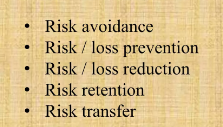 • Risk avoidance
• Risk / loss prevention
• Risk / loss reduction
• Risk retention
• Risk transfer